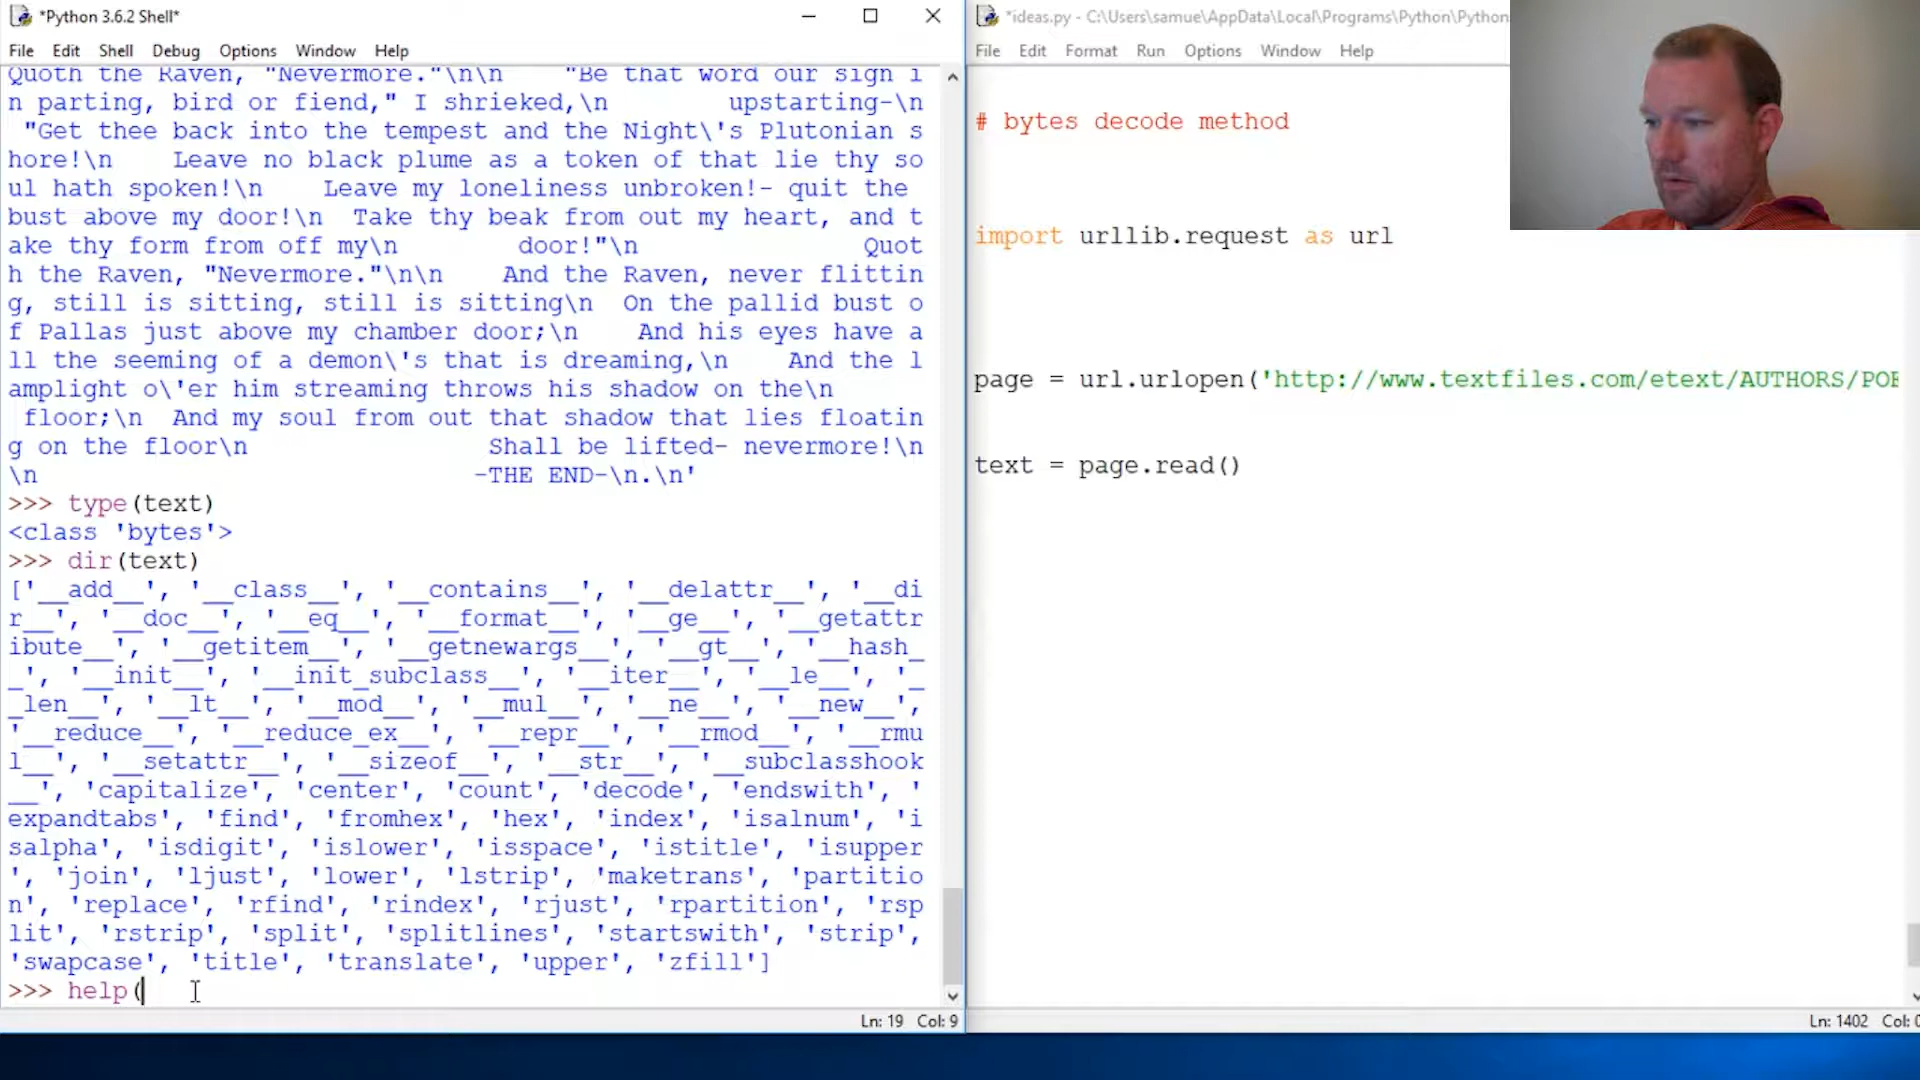 *Python 3.6.2 Shell*
File Edit Shell Debug Options Window Help
Quoth the Raven, "Nevermore."\n\n    "Be that word our sign i
n parting, bird or fiend," I shrieked,\n        upstarting-\n
 "Get thee back into the tempest and the Night\'s Plutonian s
hore!\n    Leave no black plume as a token of that lie thy so
ul hath spoken!\n    Leave my loneliness unbroken!- quit the
bust above my door!\n  Take thy beak from out my heart, and t
ake thy form from off my\n        door!"\n               Quot
h the Raven, "Nevermore."\n\n    And the Raven, never flittin
g, still is sitting, still is sitting\n  On the pallid bust o
f Pallas just above my chamber door;\n    And his eyes have a
ll the seeming of a demon\'s that is dreaming,\n    And the l
amplight o\'er him streaming throws his shadow on the\n
 floor;\n  And my soul from out that shadow that lies floatin
g on the floor\n                Shall be lifted- nevermore!\n
\n                             -THE END-\n.\n'
>>> type(text)
<class 'bytes'>
>>> dir(text)
['__add__', '__class__', '__contains__', '__delattr__', '__di
r__', '__doc__', '__eq__', '__format__', '__ge__', '__getattr
ibute__', '__getitem__', '__getnewargs__', '__gt__', '__hash_
_', '__init__', '__init_subclass__', '__iter__', '__le__', '_
_len__', '__lt__', '__mod__', '__mul__', '__ne__', '__new__',
'__reduce__', '__reduce_ex__', '__repr__', '__rmod__', '__rmu
l__', '__setattr__', '__sizeof__', '__str__', '__subclasshook
__', 'capitalize', 'center', 'count', 'decode', 'endswith', '
expandtabs', 'find', 'fromhex', 'hex', 'index', 'isalnum', 'i
salpha', 'isdigit', 'islower', 'isspace', 'istitle', 'isupper
', 'join', 'ljust', 'lower', 'lstrip', 'maketrans', 'partitio
n', 'replace', 'rfind', 'rindex', 'rjust', 'rpartition', 'rsp
lit', 'rstrip', 'split', 'splitlines', 'startswith', 'strip',
'swapcase', 'title', 'translate', 'upper', 'zfill']
>>> help(
Ln: 19 Col: 9
*ideas.py - C:\Users\samue\AppData\Local\Programs\Python\Python
File Edit Format Run Options Window Help
# bytes decode method
import urllib.request as url
page = url.urlopen('http://www.textfiles.com/etext/AUTHORS/POE
text = page.read()
Ln: 1402 Col: 0